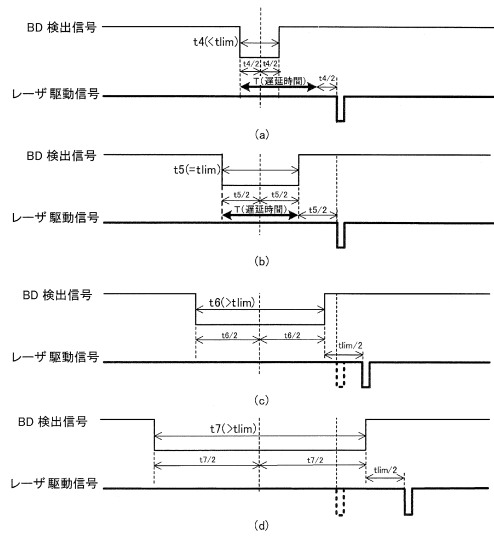 BD 検出信号
t4(<tlim)
t4/2 t4/2
T(遅延時間)
t4/2
レーザ駆動信号
(a)
BD 検出信号
t5(=tlim)
t5/2 t5/2
T(遅延時間)
t5/2
レーザ駆動信号
(b)
BD 検出信号
t6(>tlim)
t6/2 t6/2
tlim/2
レーザ駆動信号
(c)
BD 検出信号
t7(>tlim)
t7/2 t7/2
tlim/2
レーザ駆動信号
(d)